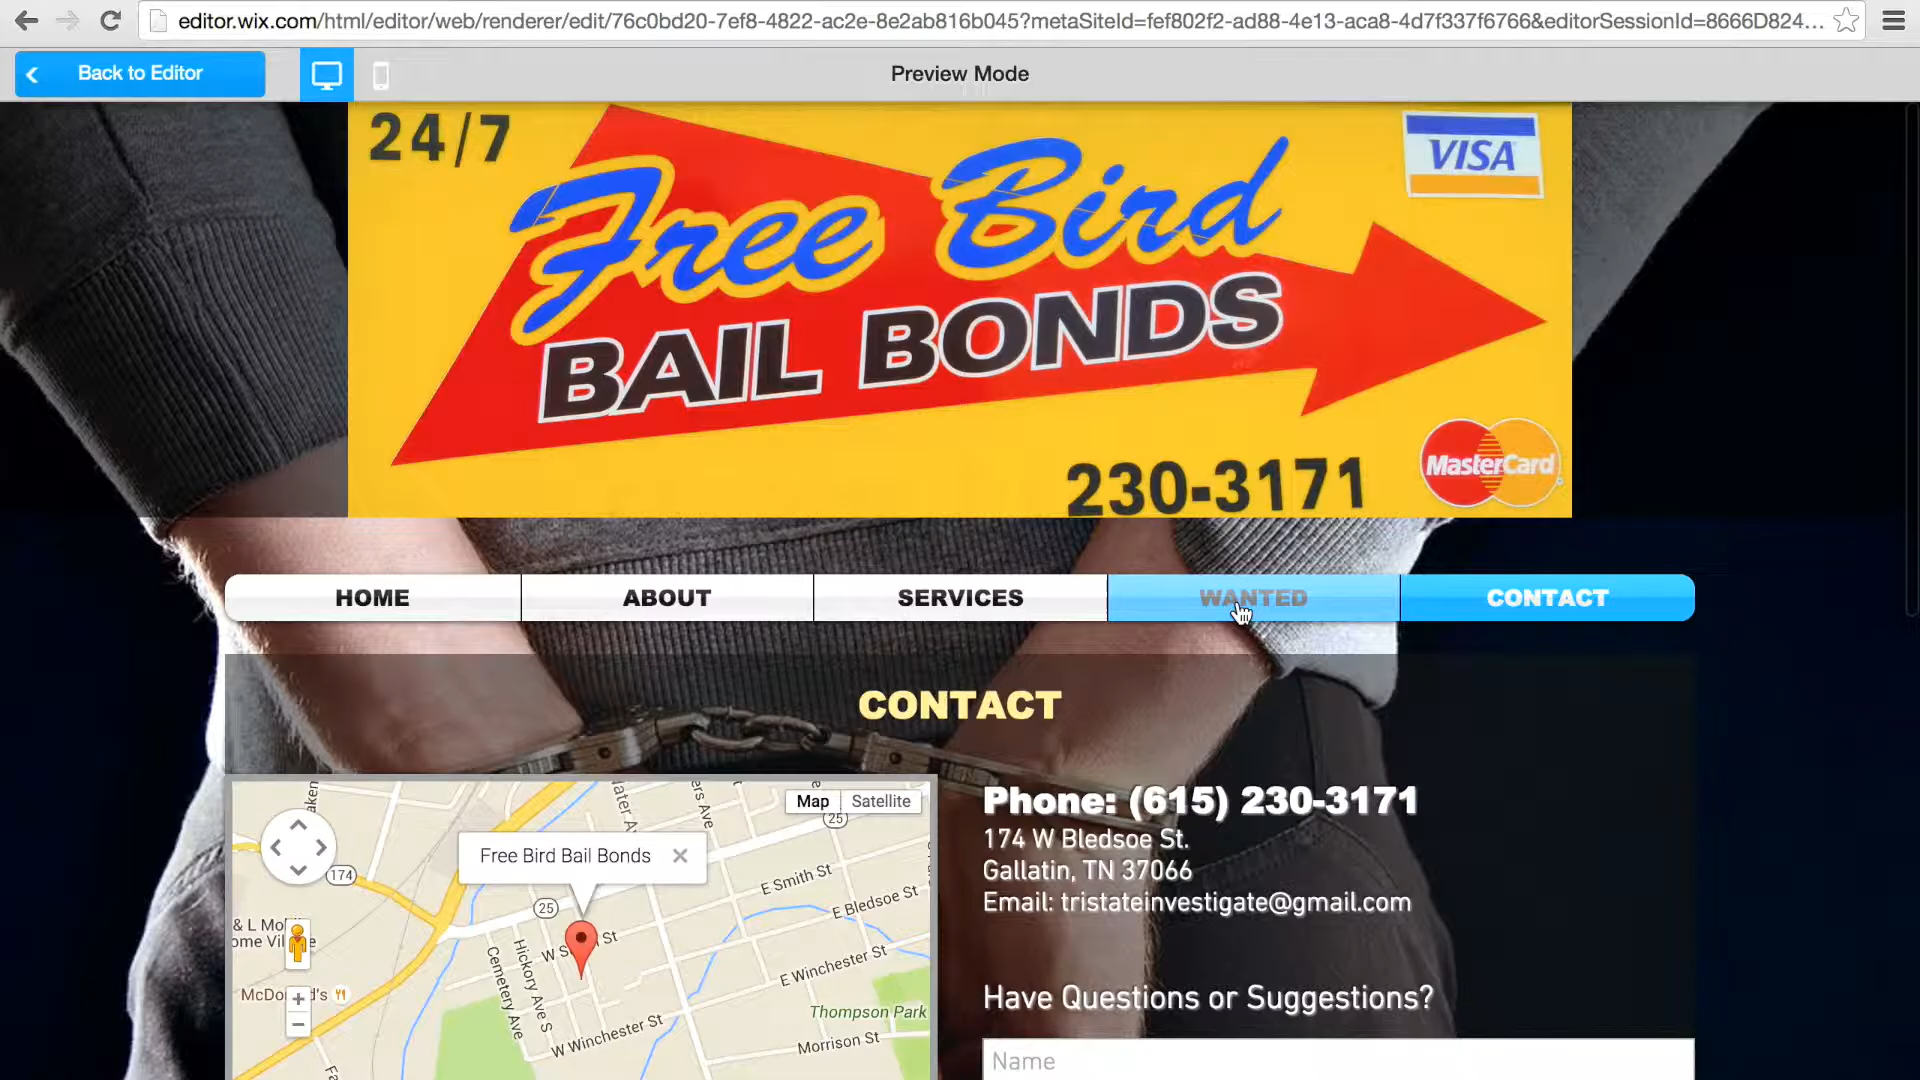 editor.wix.com/html/editor/web/renderer/edit/76c0bd20-7ef8-4822-ac2e-8e2ab816b045?metaSiteId=fef802f2-ad88-4e13-aca8-4d7f337f6766&editorSessionId=8666D824...
Back to Editor
Preview Mode
24/7
VISA
Free Bird
BAIL BONDS
230-3171
MasterCard
HOME ABOUT SERVICES WANTED CONTACT
CONTACT
Map Satellite
Free Bird Bail Bonds
174
25
25
E Smith St
E Bledsoe St
Hickory Ave S
Cemetery Ave
E Winchester St
W Winchester St
Thompson Park
Morrison St
Phone: (615) 230-3171
174 W Bledsoe St.
Gallatin, TN 37066
Email: tristateinvestigate@gmail.com
Have Questions or Suggestions?
Name